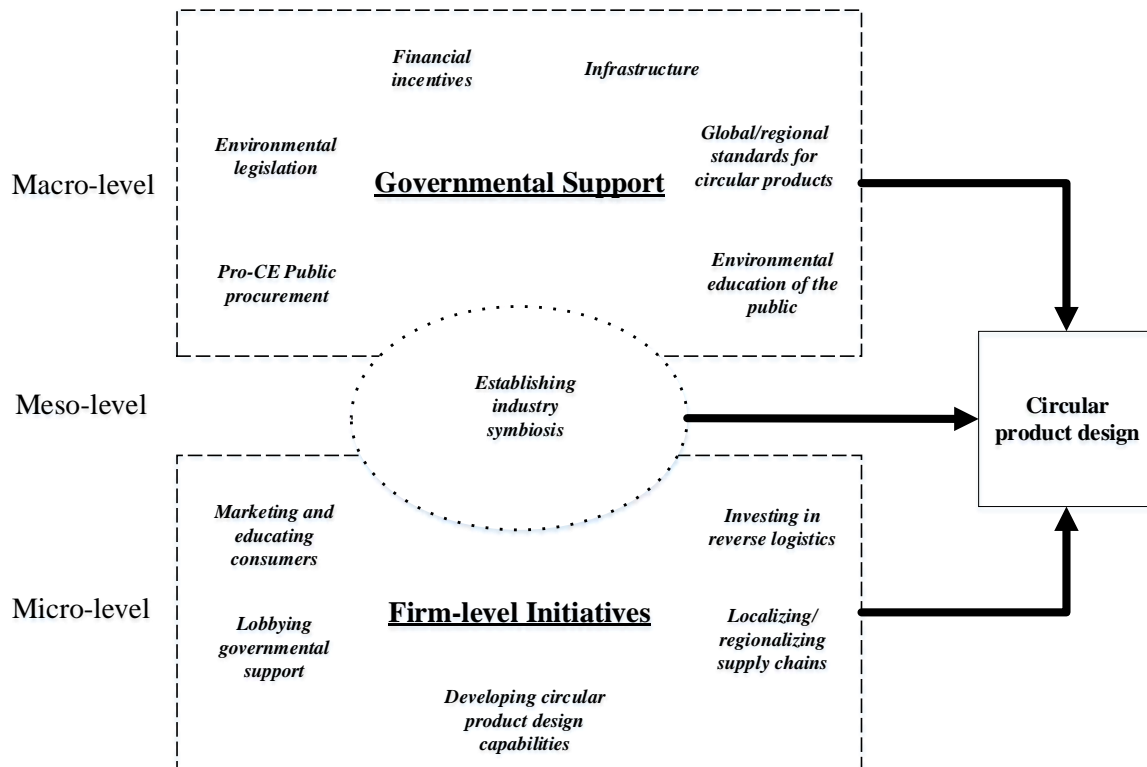 Financial
incentives
Infrastructure
Environmental
legislation
Global/regional
standards for
circular products
Macro-level
Governmental Support
Pro-CE Public
procurement
Environmental
education of the
public
Meso-level
Establishing
industry
symbiosis
Circular
product design
Marketing and
educating
consumers
Investing in
reverse logistics
Micro-level
Firm-level Initiatives
Lobbying
governmental
support
Localizing/
regionalizing
supply chains
Developing circular
product design
capabilities